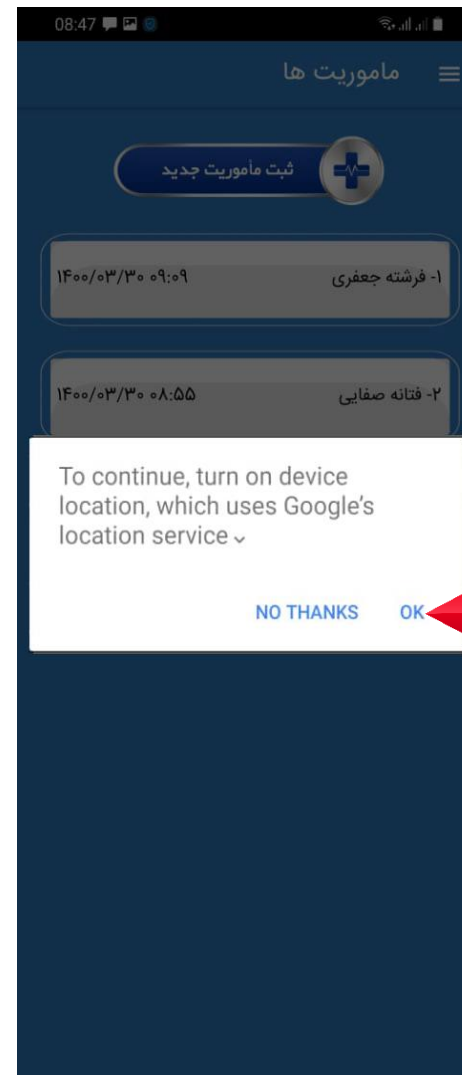 08:47
ماموریت ها
ثبت مأموریت جدید
۱- فرشته جعفری ۱۴۰۰/۰۳/۳۰ ۰۹:۰۹
۲- فتانه صفایی ۱۴۰۰/۰۳/۳۰ ۰۸:۵۵
To continue, turn on device
location, which uses Google’s
location service
NO THANKS OK